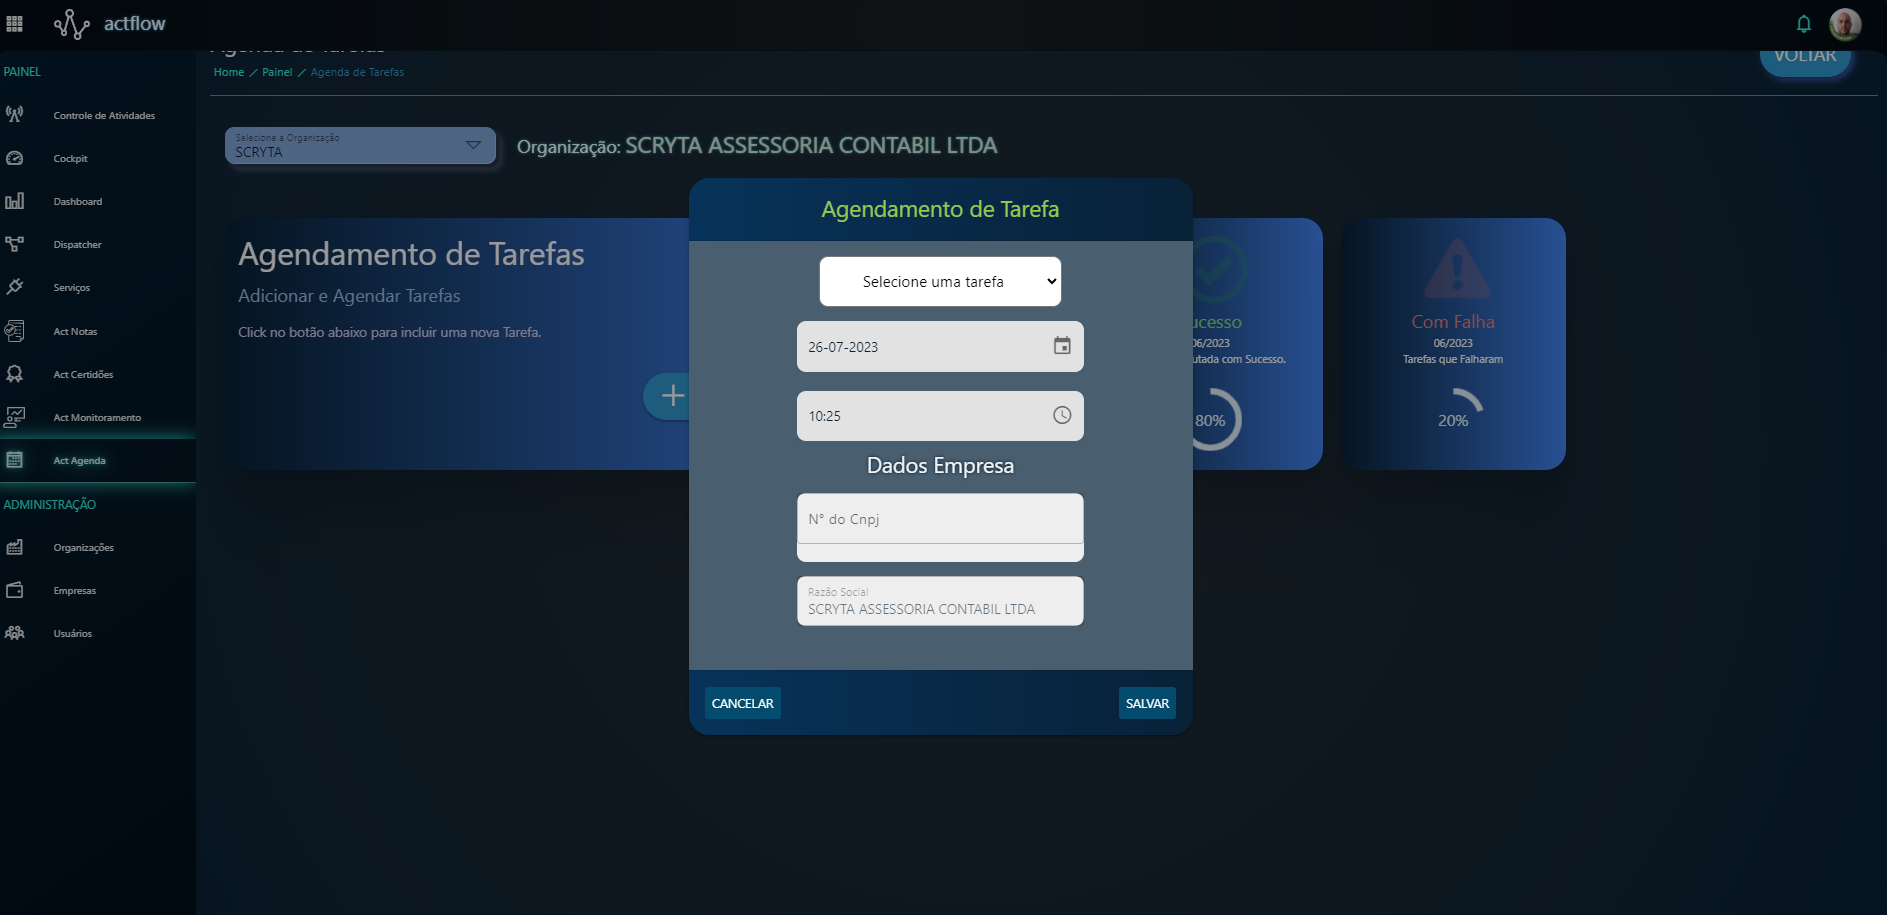 actflow
PAINEL
Controle de Atividades
Cockpit
Dashboard
Dispatcher
Serviços
Act Notas
Act Certidões
Act Monitoramento
Act Agenda
ADMINISTRAÇÃO
Organizações
Empresas
Usuários
Agenda de Tarefas
VOLTAR
Home / Painel / Agenda de Tarefas
Selecione a Organização
SCRYTA
Organização: SCRYTA ASSESSORIA CONTABIL LTDA
Agendamento de Tarefas
Adicionar e Agendar Tarefas
Click no botão abaixo para incluir uma nova Tarefa.
Agendamento de Tarefa
Selecione uma tarefa
26-07-2023
10:25
Dados Empresa
N° do Cnpj
Razão Social
SCRYTA ASSESSORIA CONTABIL LTDA
CANCELAR
SALVAR
ucesso
06/2023
utada com Sucesso.
80%
Com Falha
06/2023
Tarefas que Falharam
20%